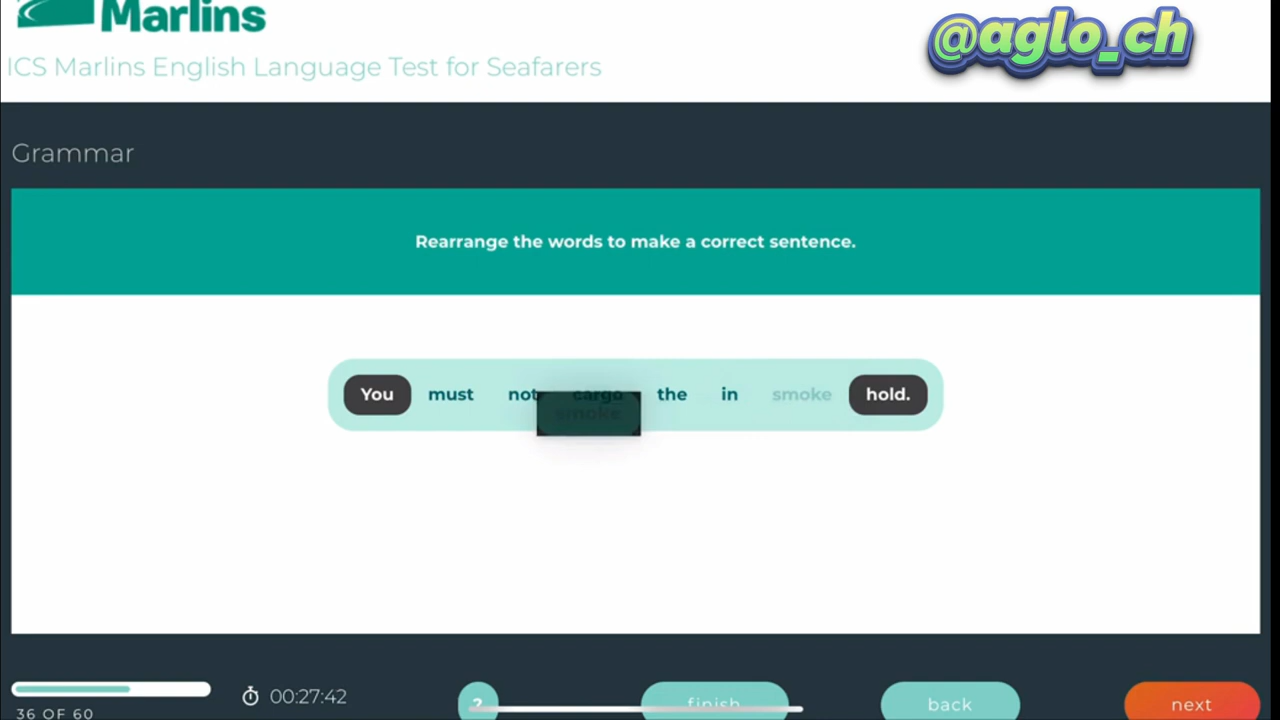 Marlins
@aglo_ch
ICS Marlins English Language Test for Seafarers
Grammar
Rearrange the words to make a correct sentence.
You must not cargo the in smoke hold.
smoke
36 OF 60
00:27:42
?
finish
back
next